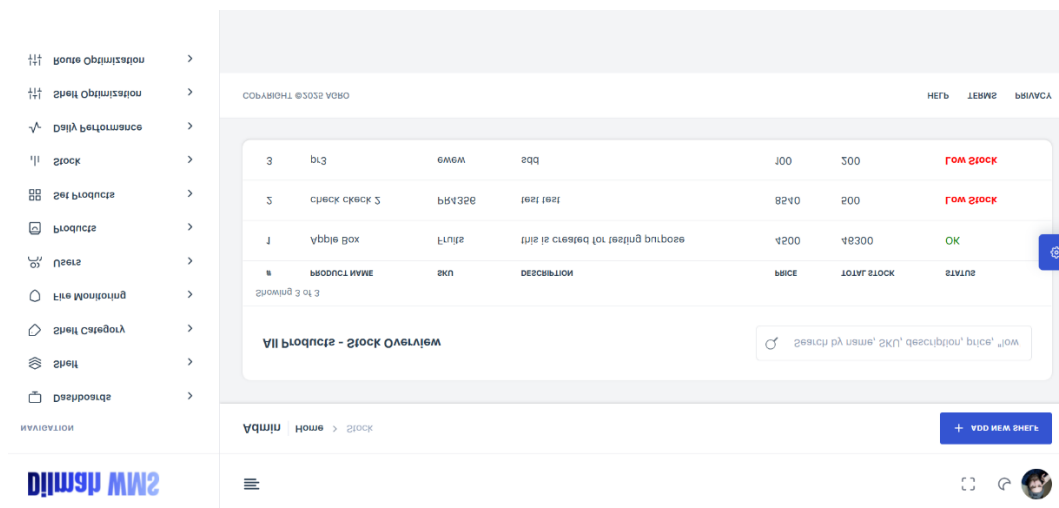 Dilmah WMS
NAVIGATION
Dashboards
Shelf
Shelf Category
Fire Monitoring
Users
Products
Set Products
Stock
Daily Performance
Shelf Optimization
Route Optimization
Admin Home > Stock
+ ADD NEW SHELF
All Products - Stock Overview
Search by name, SKU, description, price, "low
Showing 3 of 3
# PRODUCT NAME SKU DESCRIPTION PRICE TOTAL STOCK STATUS
1 Apple Box Fruits this is created for testing purpose 4500 46300 OK
2 check ckeck 2 PR4356 test test 8540 500 Low Stock
3 pr3 ewew sdd 100 200 Low Stock
COPYRIGHT ©2025 AGRO
HELP TERMS PRIVACY